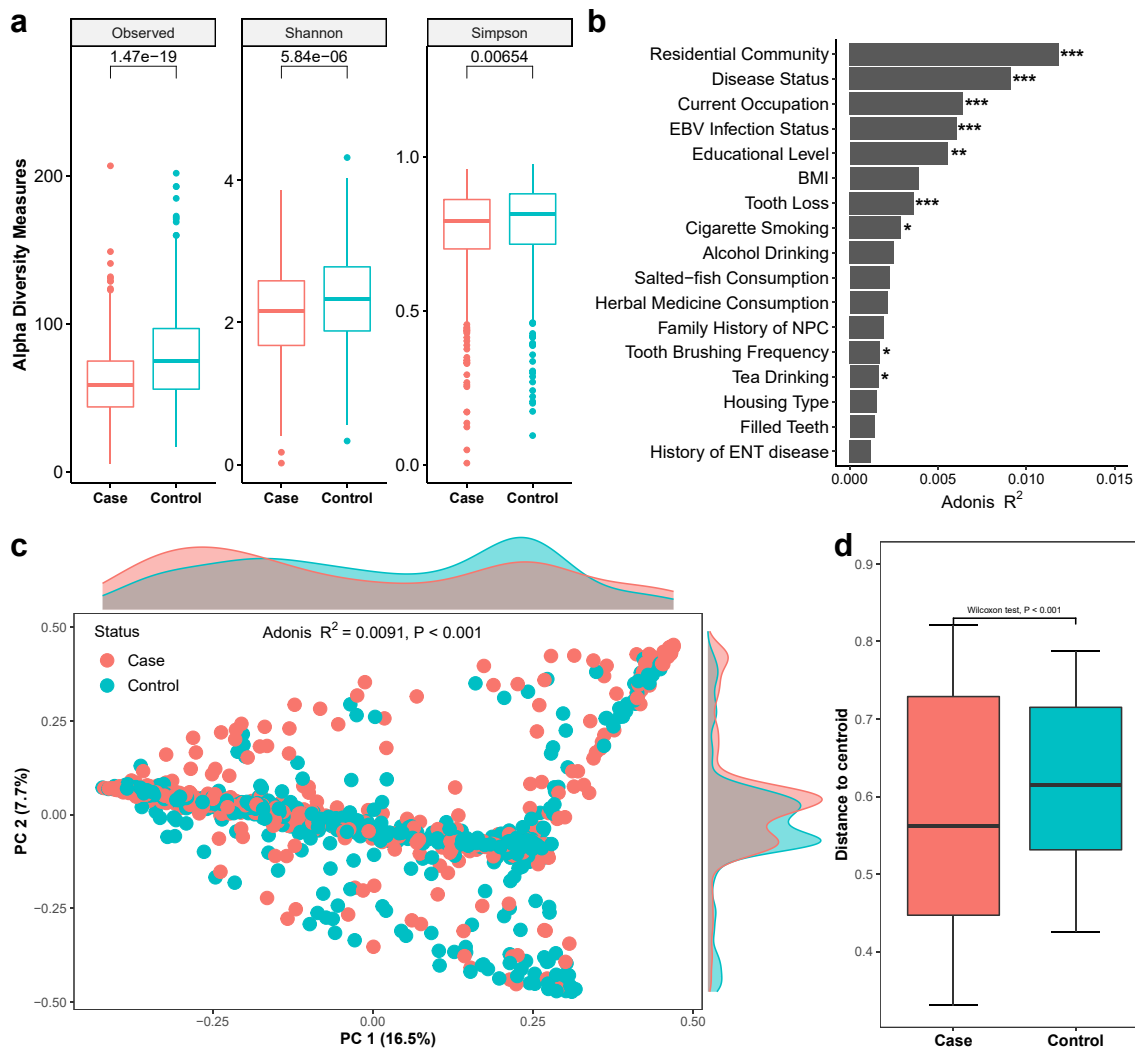 a
Observed
Shannon
Simpson
1.47e−19
5.84e−06
0.00654
Alpha Diversity Measures
200
100
0
4
2
0
1.0
0.5
0.0
Case
Control
Case
Control
Case
Control
b
Residential Community
***
Disease Status
***
Current Occupation
***
EBV Infection Status
***
Educational Level
**
BMI
Tooth Loss
***
Cigarette Smoking
*
Alcohol Drinking
Salted−fish Consumption
Herbal Medicine Consumption
Family History of NPC
Tooth Brushing Frequency
*
Tea Drinking
*
Housing Type
Filled Teeth
History of ENT disease
0.000
0.005
0.010
0.015
Adonis R²
c
Status
Case
Control
Adonis R² = 0.0091, P < 0.001
PC 2 (7.7%)
0.50
0.25
0.00
−0.25
−0.50
−0.25
0.00
0.25
0.50
PC 1 (16.5%)
d
Wilcoxon test, P < 0.001
Distance to centroid
0.9
0.8
0.7
0.6
0.5
0.4
Case
Control